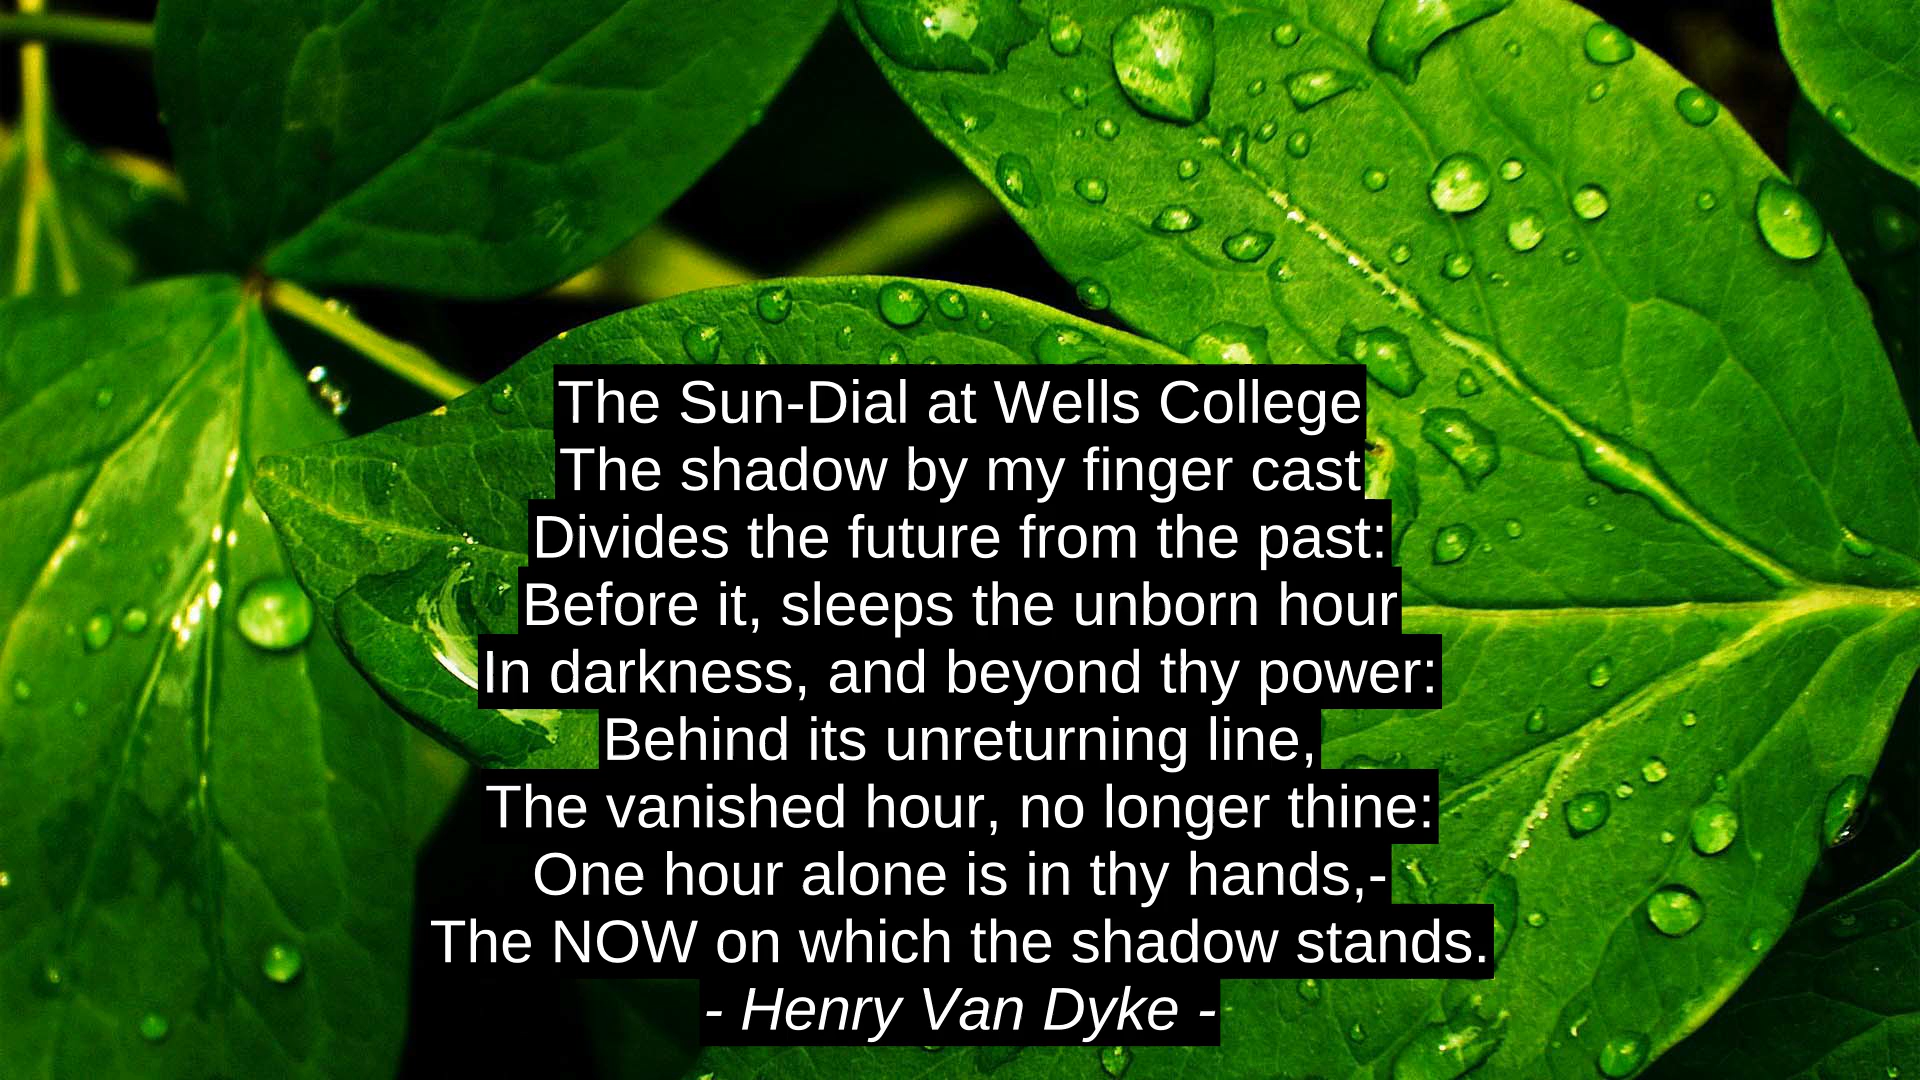 The Sun-Dial at Wells College
The shadow by my finger cast
Divides the future from the past:
Before it, sleeps the unborn hour
In darkness, and beyond thy power:
Behind its unreturning line,
The vanished hour, no longer thine:
One hour alone is in thy hands,-
The NOW on which the shadow stands.
- Henry Van Dyke -